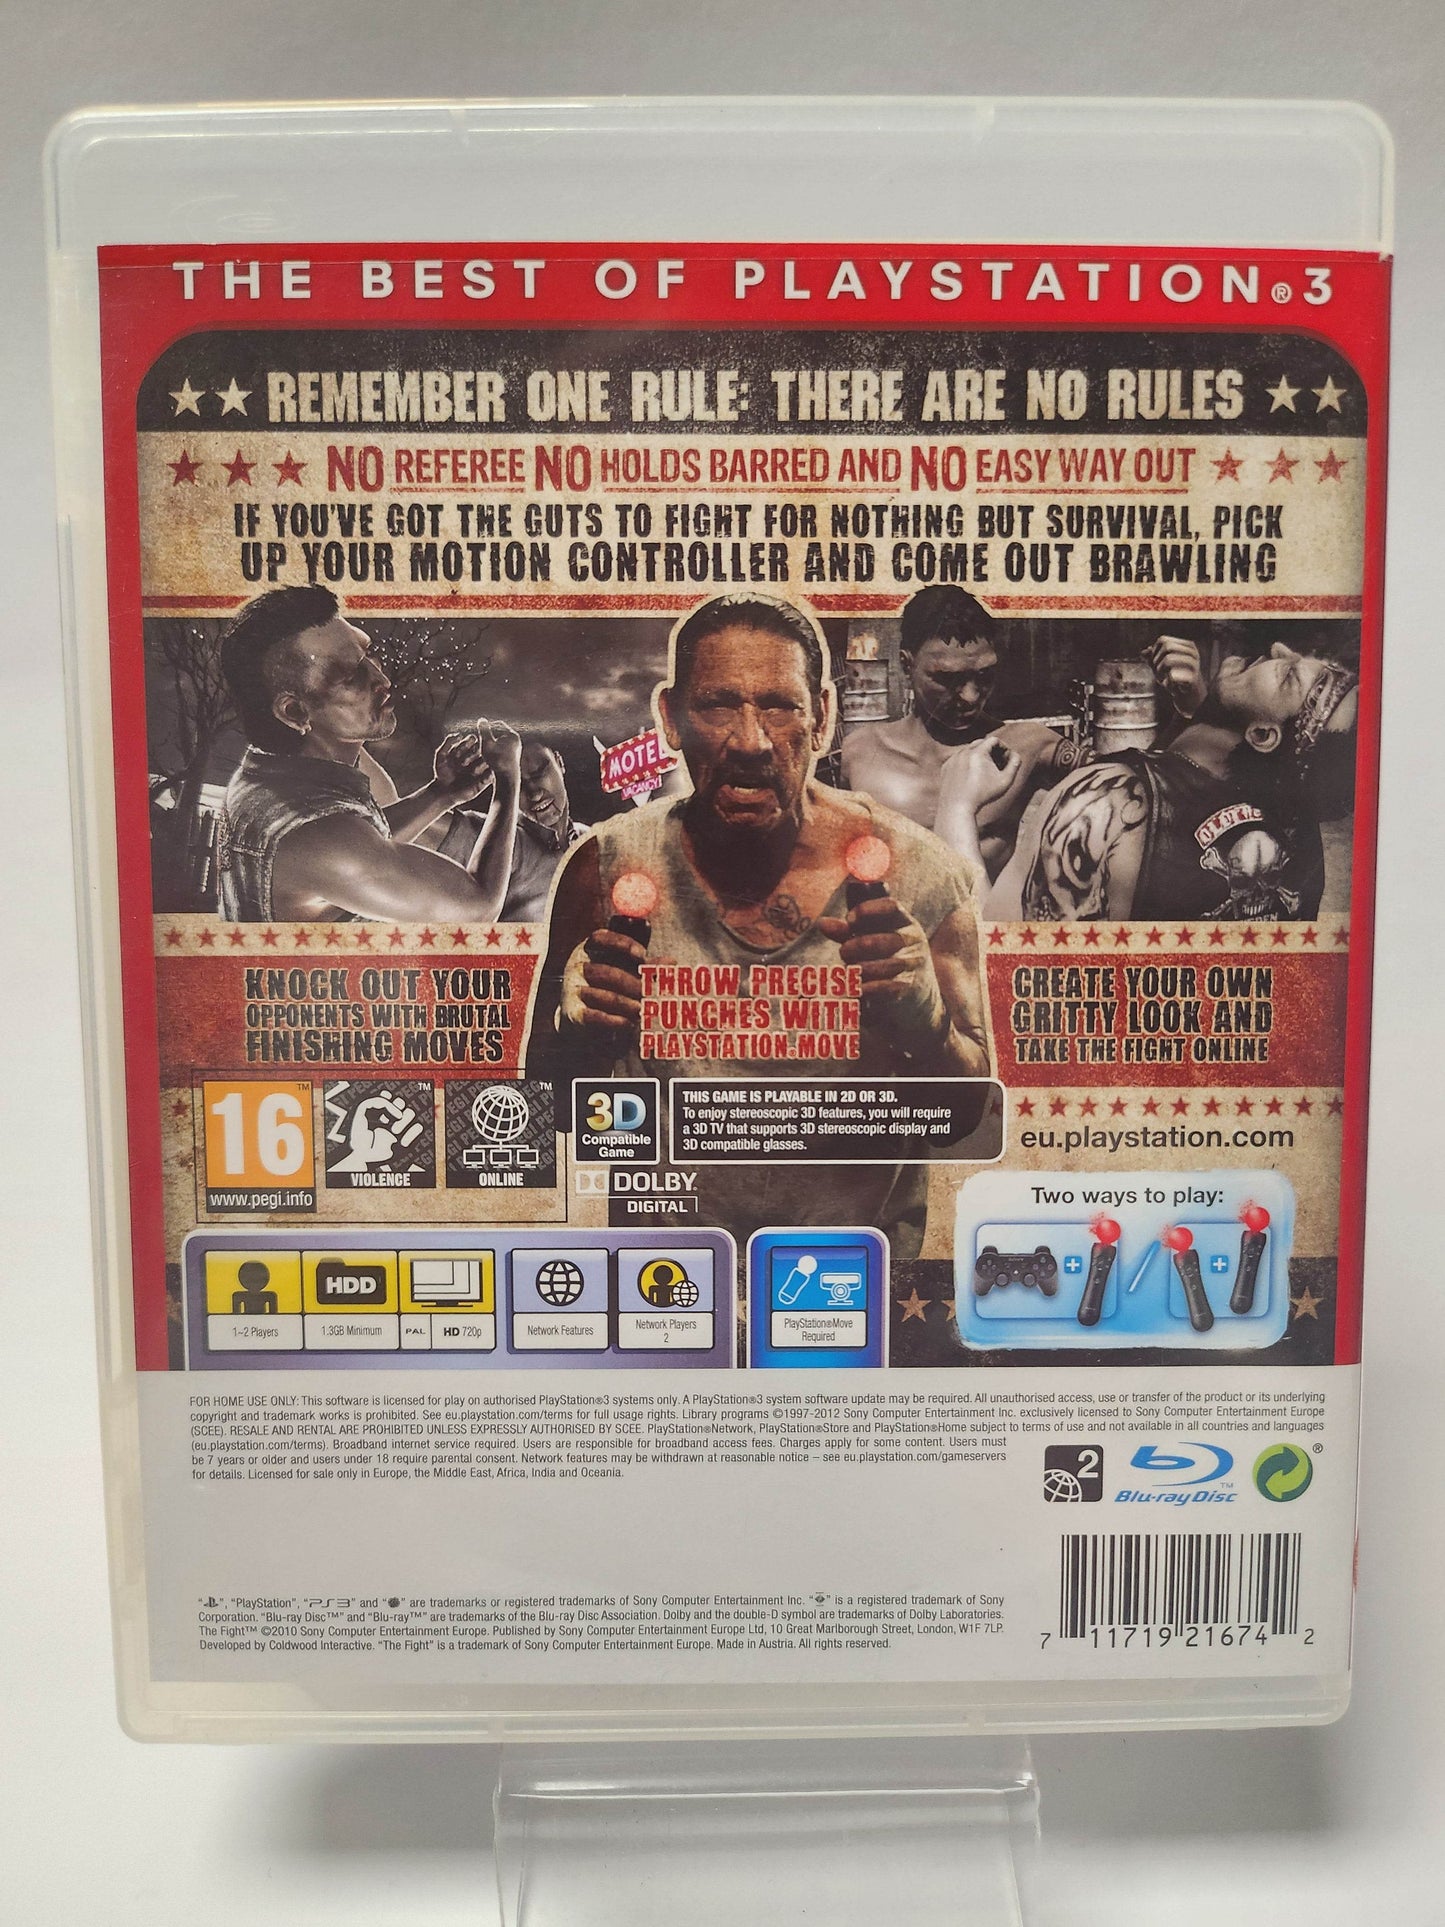 THE BEST OF PLAYSTATION®3
REMEMBER ONE RULE: THERE ARE NO RULES
NO REFEREE NO HOLDS BARRED AND NO EASY WAY OUT
IF YOU'VE GOT THE GUTS TO FIGHT FOR NOTHING BUT SURVIVAL, PICK
UP YOUR MOTION CONTROLLER AND COME OUT BRAWLING
MOTEL
VACANCY
KNOCK OUT YOUR
OPPONENTS WITH BRUTAL
FINISHING MOVES
THROW PRECISE
PUNCHES WITH
PLAYSTATION®MOVE
CREATE YOUR OWN
GRITTY LOOK AND
TAKE THE FIGHT ONLINE
16™
www.pegi.info
™
VIOLENCE
™
ONLINE
3D
Compatible
Game
THIS GAME IS PLAYABLE IN 2D OR 3D.
To enjoy stereoscopic 3D features, you will require
a 3D TV that supports 3D stereoscopic display and
3D compatible glasses.
DOLBY
DIGITAL
eu.playstation.com
Two ways to play:
+ / +
1-2 Players
HDD
1.3GB Minimum
PAL
HD 720p
Network Features
Network Players
2
PlayStation®Move
Required
FOR HOME USE ONLY: This software is licensed for play on authorised PlayStation®3 systems only. A PlayStation®3 system software update may be required. All unauthorised access, use or transfer of the product or its underlying
copyright and trademark works is prohibited. See eu.playstation.com/terms for full usage rights. Library programs ©1997-2012 Sony Computer Entertainment Inc. exclusively licensed to Sony Computer Entertainment Europe
(SCEE). RESALE AND RENTAL ARE PROHIBITED UNLESS EXPRESSLY AUTHORISED BY SCEE. PlayStation®Network, PlayStation®Store and PlayStation®Home subject to terms of use and not available in all countries and languages
(eu.playstation.com/terms). Broadband internet service required. Users are responsible for broadband access fees. Charges apply for some content. Users must
be 7 years or older and users under 18 require parental consent. Network features may be withdrawn at reasonable notice – see eu.playstation.com/gameservers
for details. Licensed for sale only in Europe, the Middle East, Africa, India and Oceania.
2
Blu-ray Disc™
®
"", "PlayStation", "PS3" and "" are trademarks or registered trademarks of Sony Computer Entertainment Inc. "" is a registered trademark of Sony
Corporation. "Blu-ray Disc™" and "Blu-ray™" are trademarks of the Blu-ray Disc Association. Dolby and the double-D symbol are trademarks of Dolby Laboratories.
The Fight™ ©2010 Sony Computer Entertainment Europe. Published by Sony Computer Entertainment Europe Ltd, 10 Great Marlborough Street, London, W1F 7LP.
Developed by Coldwood Interactive. "The Fight" is a trademark of Sony Computer Entertainment Europe. Made in Austria. All rights reserved.
7 11719 21674 2